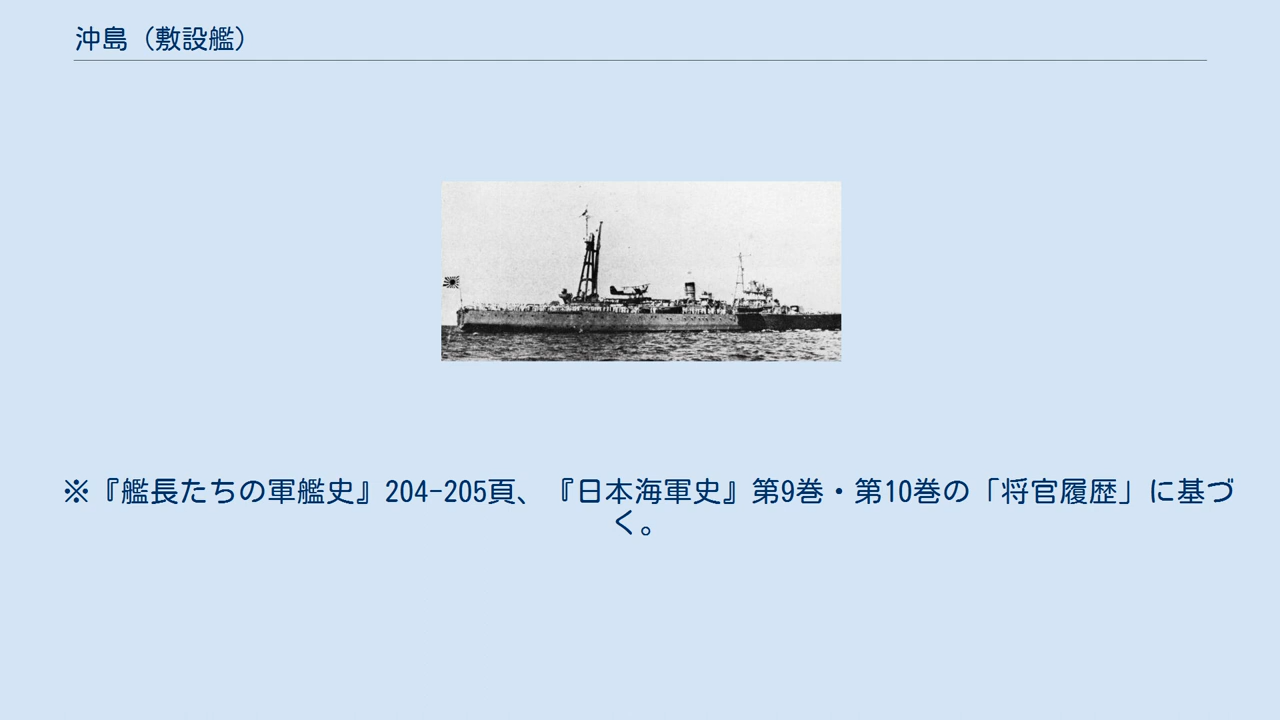 沖島（敷設艦）
※『艦長たちの軍艦史』204-205頁、『日本海軍史』第9巻・第10巻の「将官履歴」に基づ
く。